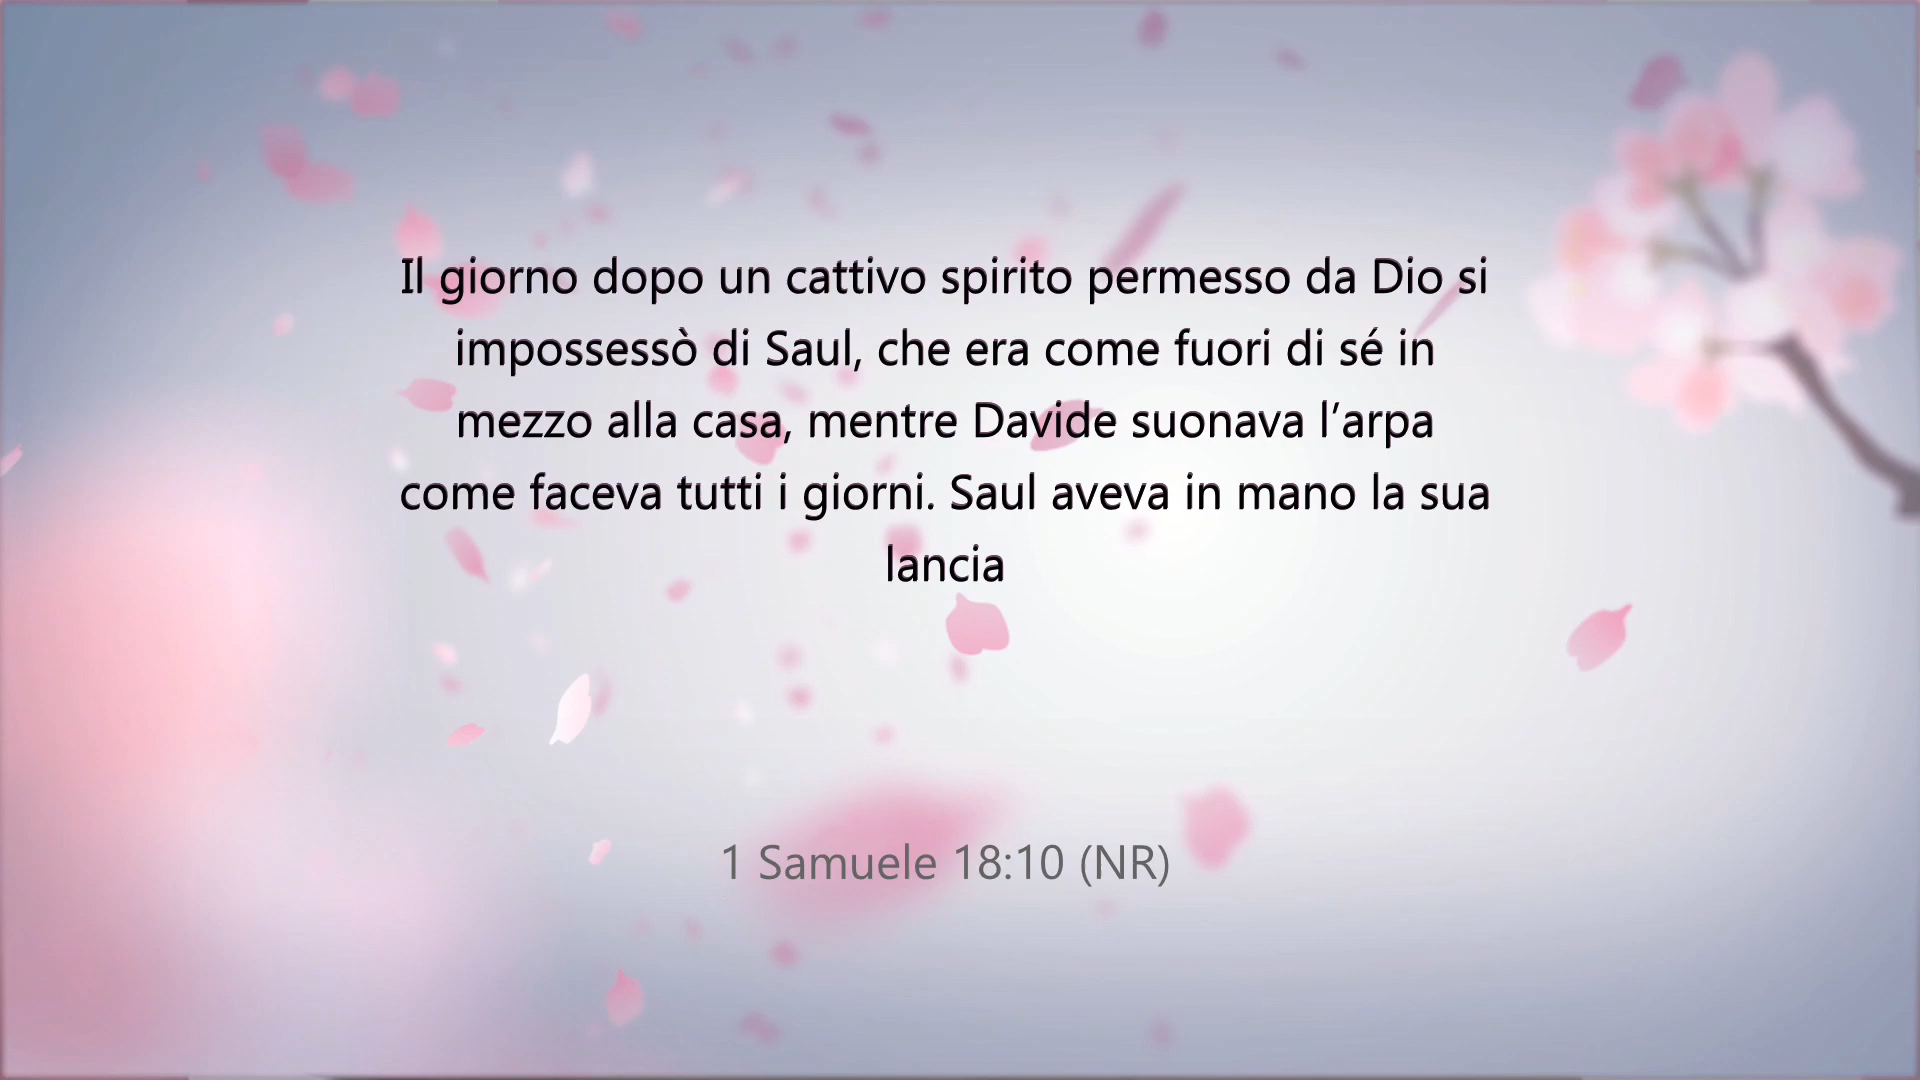 Il giorno dopo un cattivo spirito permesso da Dio si
impossessò di Saul, che era come fuori di sé in
mezzo alla casa, mentre Davide suonava l’arpa
come faceva tutti i giorni. Saul aveva in mano la sua
lancia
1 Samuele 18:10 (NR)